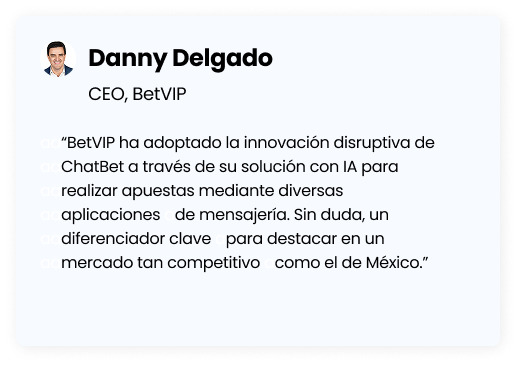 Danny Delgado
CEO, BetVIP
“BetVIP ha adoptado la innovación disruptiva de
ChatBet a través de su solución con IA para
realizar apuestas mediante diversas
aplicaciones de mensajería. Sin duda, un
diferenciador clave para destacar en un
mercado tan competitivo como el de México.”